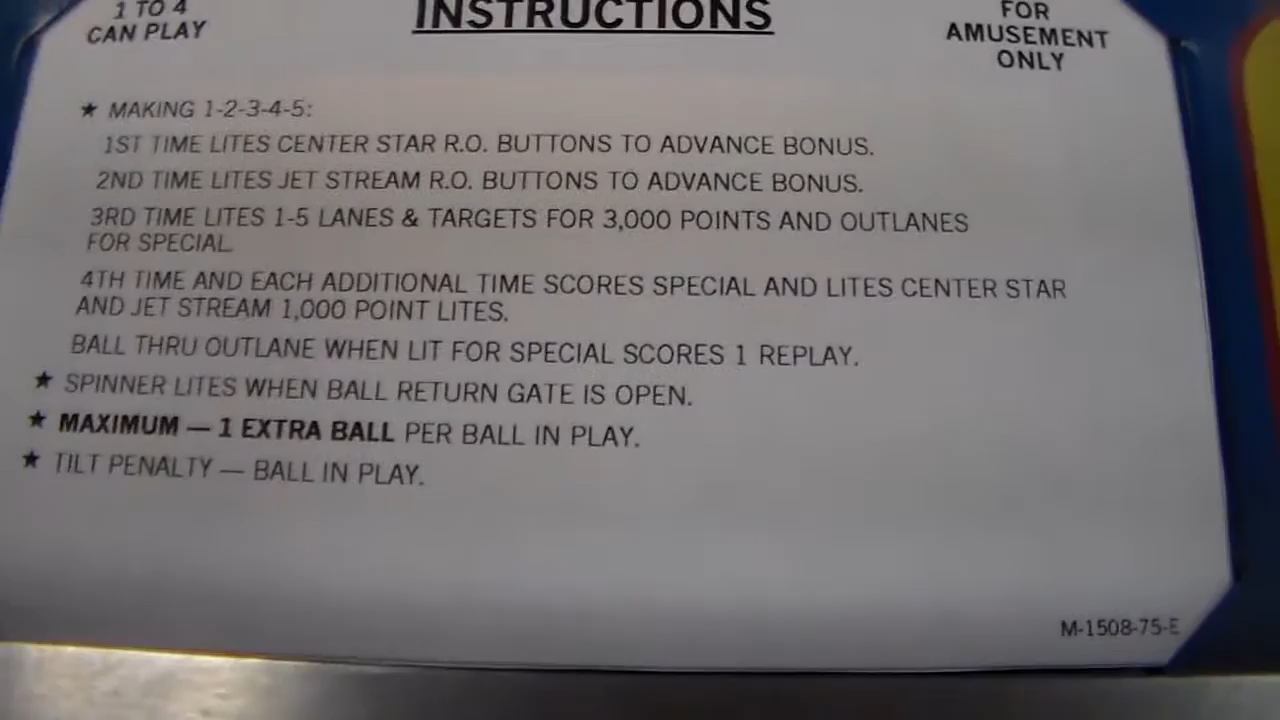 1 TO 4
CAN PLAY
INSTRUCTIONS
FOR
AMUSEMENT
ONLY
★ MAKING 1-2-3-4-5:
1ST TIME LITES CENTER STAR R.O. BUTTONS TO ADVANCE BONUS.
2ND TIME LITES JET STREAM R.O. BUTTONS TO ADVANCE BONUS.
3RD TIME LITES 1-5 LANES & TARGETS FOR 3,000 POINTS AND OUTLANES
FOR SPECIAL.
4TH TIME AND EACH ADDITIONAL TIME SCORES SPECIAL AND LITES CENTER STAR
AND JET STREAM 1,000 POINT LITES.
BALL THRU OUTLANE WHEN LIT FOR SPECIAL SCORES 1 REPLAY.
★ SPINNER LITES WHEN BALL RETURN GATE IS OPEN.
★ MAXIMUM — 1 EXTRA BALL PER BALL IN PLAY.
★ TILT PENALTY — BALL IN PLAY.
M-1508-75-E